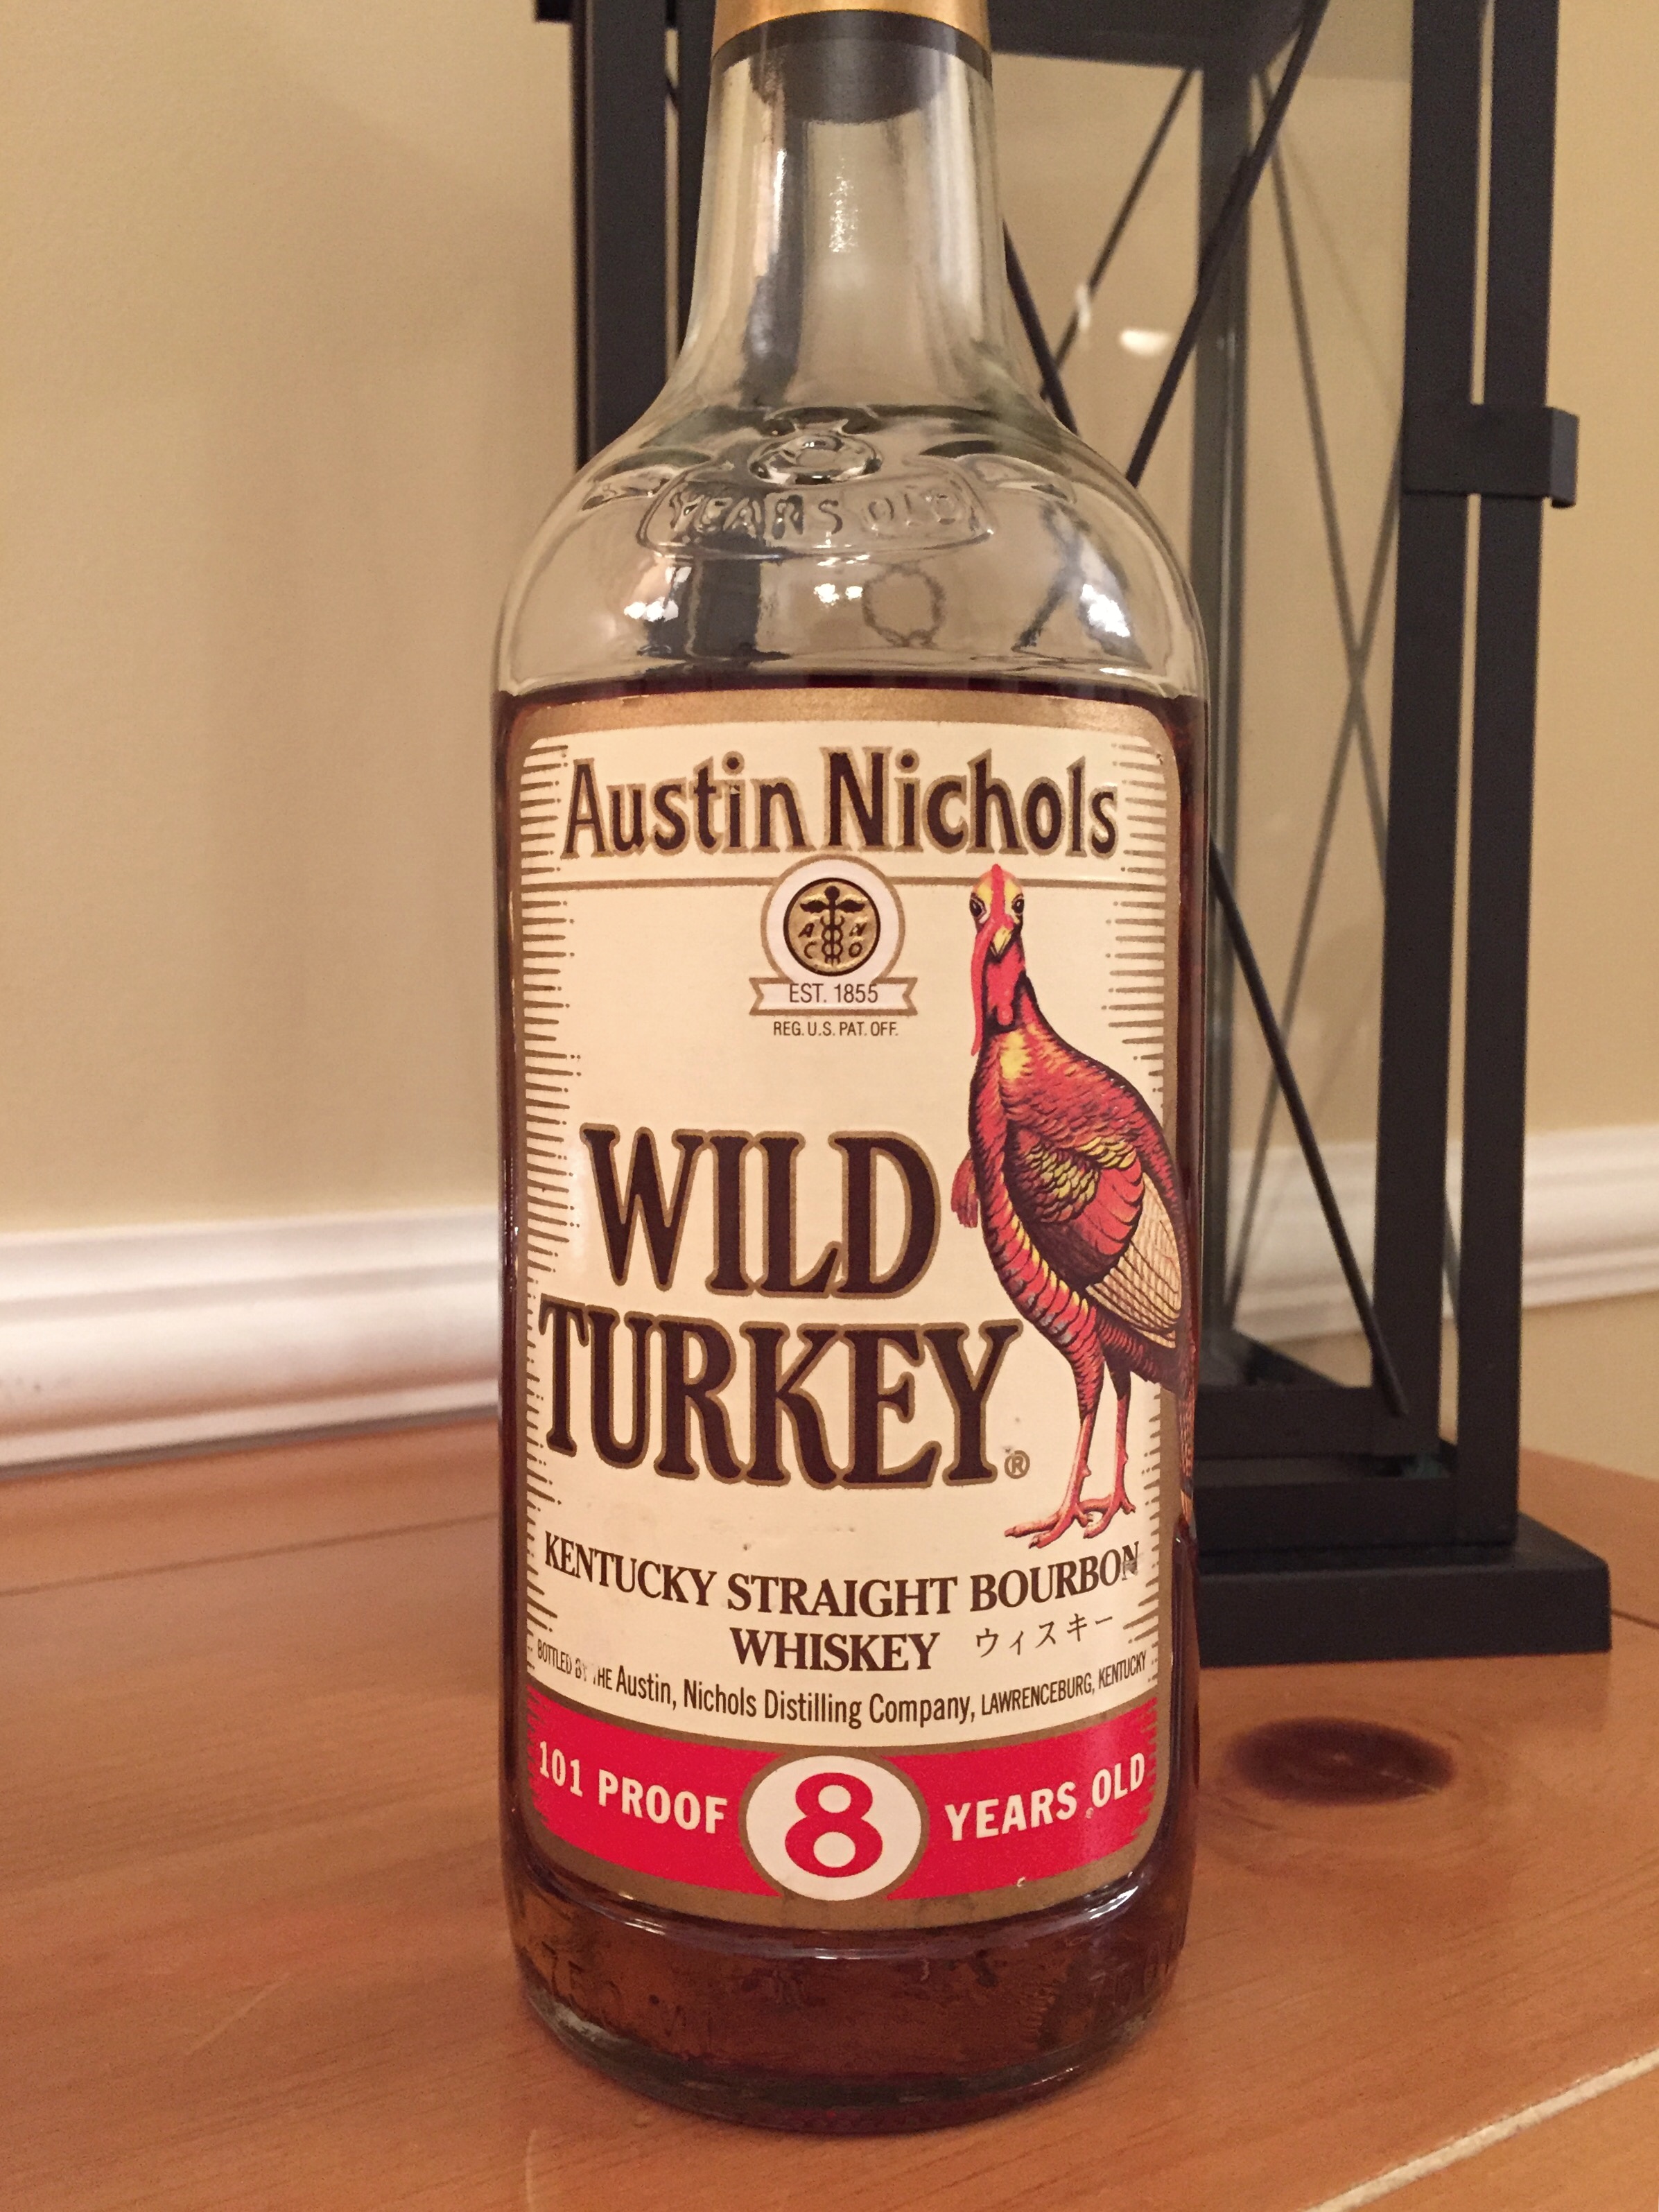 YEARS OLD
Austin Nichols
A N
C O
EST. 1855
REG. U.S. PAT. OFF.
WILD
TURKEY®
KENTUCKY STRAIGHT BOURBON
WHISKEY ウィスキー
BOTTLED BY THE Austin, Nichols Distilling Company, LAWRENCEBURG, KENTUCKY
101 PROOF 8 YEARS OLD